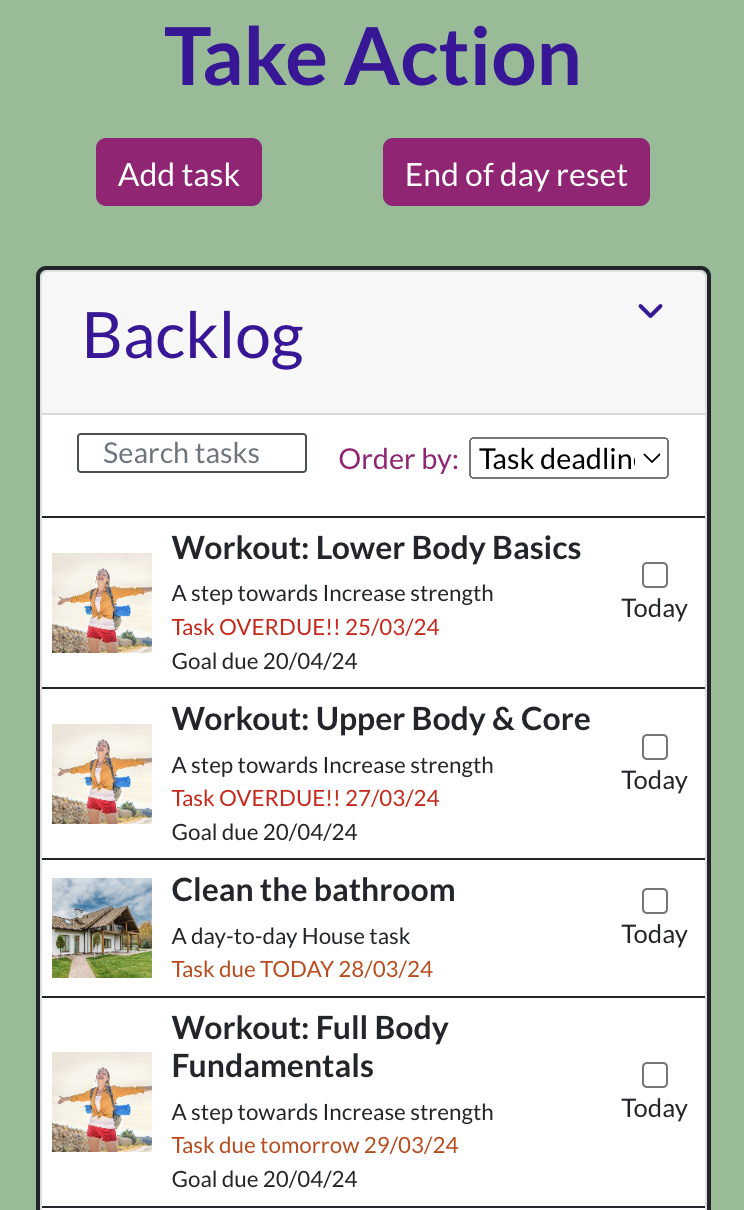 Take Action
Add task
End of day reset
Backlog
Search tasks
Order by:
Task deadlin
Workout: Lower Body Basics
A step towards Increase strength
Task OVERDUE!! 25/03/24
Goal due 20/04/24
Today
Workout: Upper Body & Core
A step towards Increase strength
Task OVERDUE!! 27/03/24
Goal due 20/04/24
Today
Clean the bathroom
A day-to-day House task
Task due TODAY 28/03/24
Today
Workout: Full Body
Fundamentals
A step towards Increase strength
Task due tomorrow 29/03/24
Goal due 20/04/24
Today